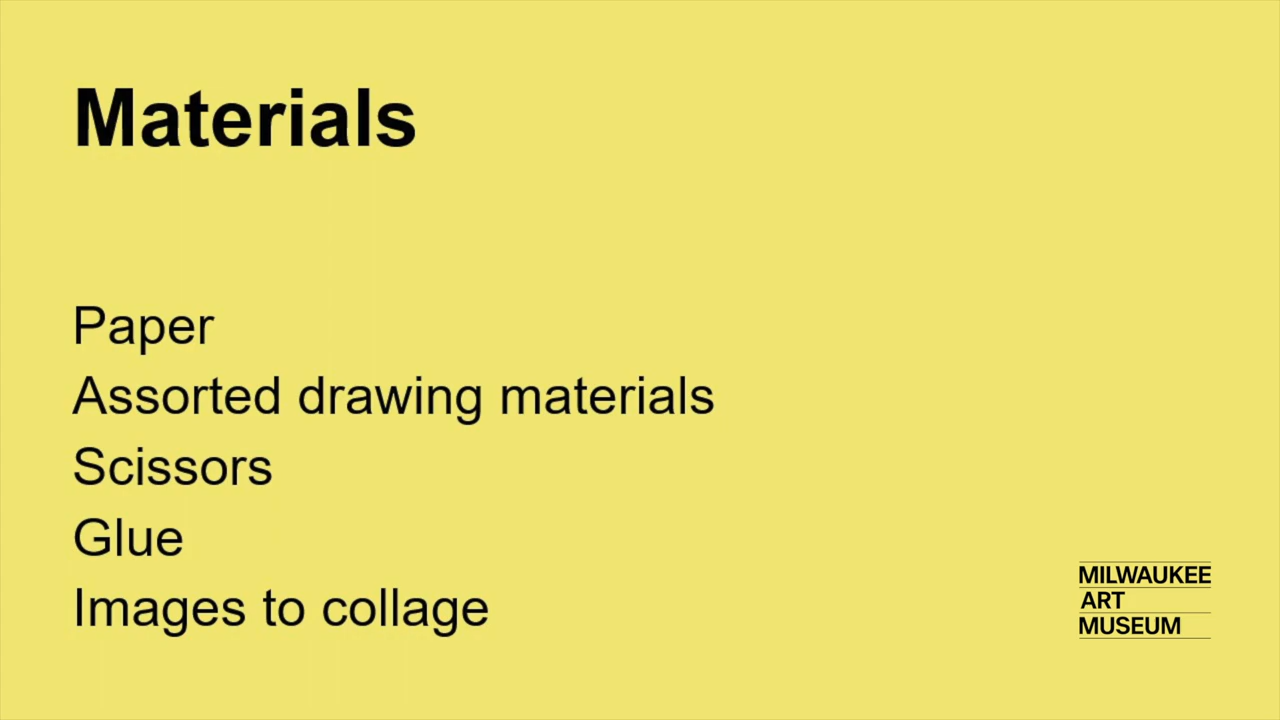 Materials
Paper
Assorted drawing materials
Scissors
Glue
Images to collage
MILWAUKEE
ART
MUSEUM